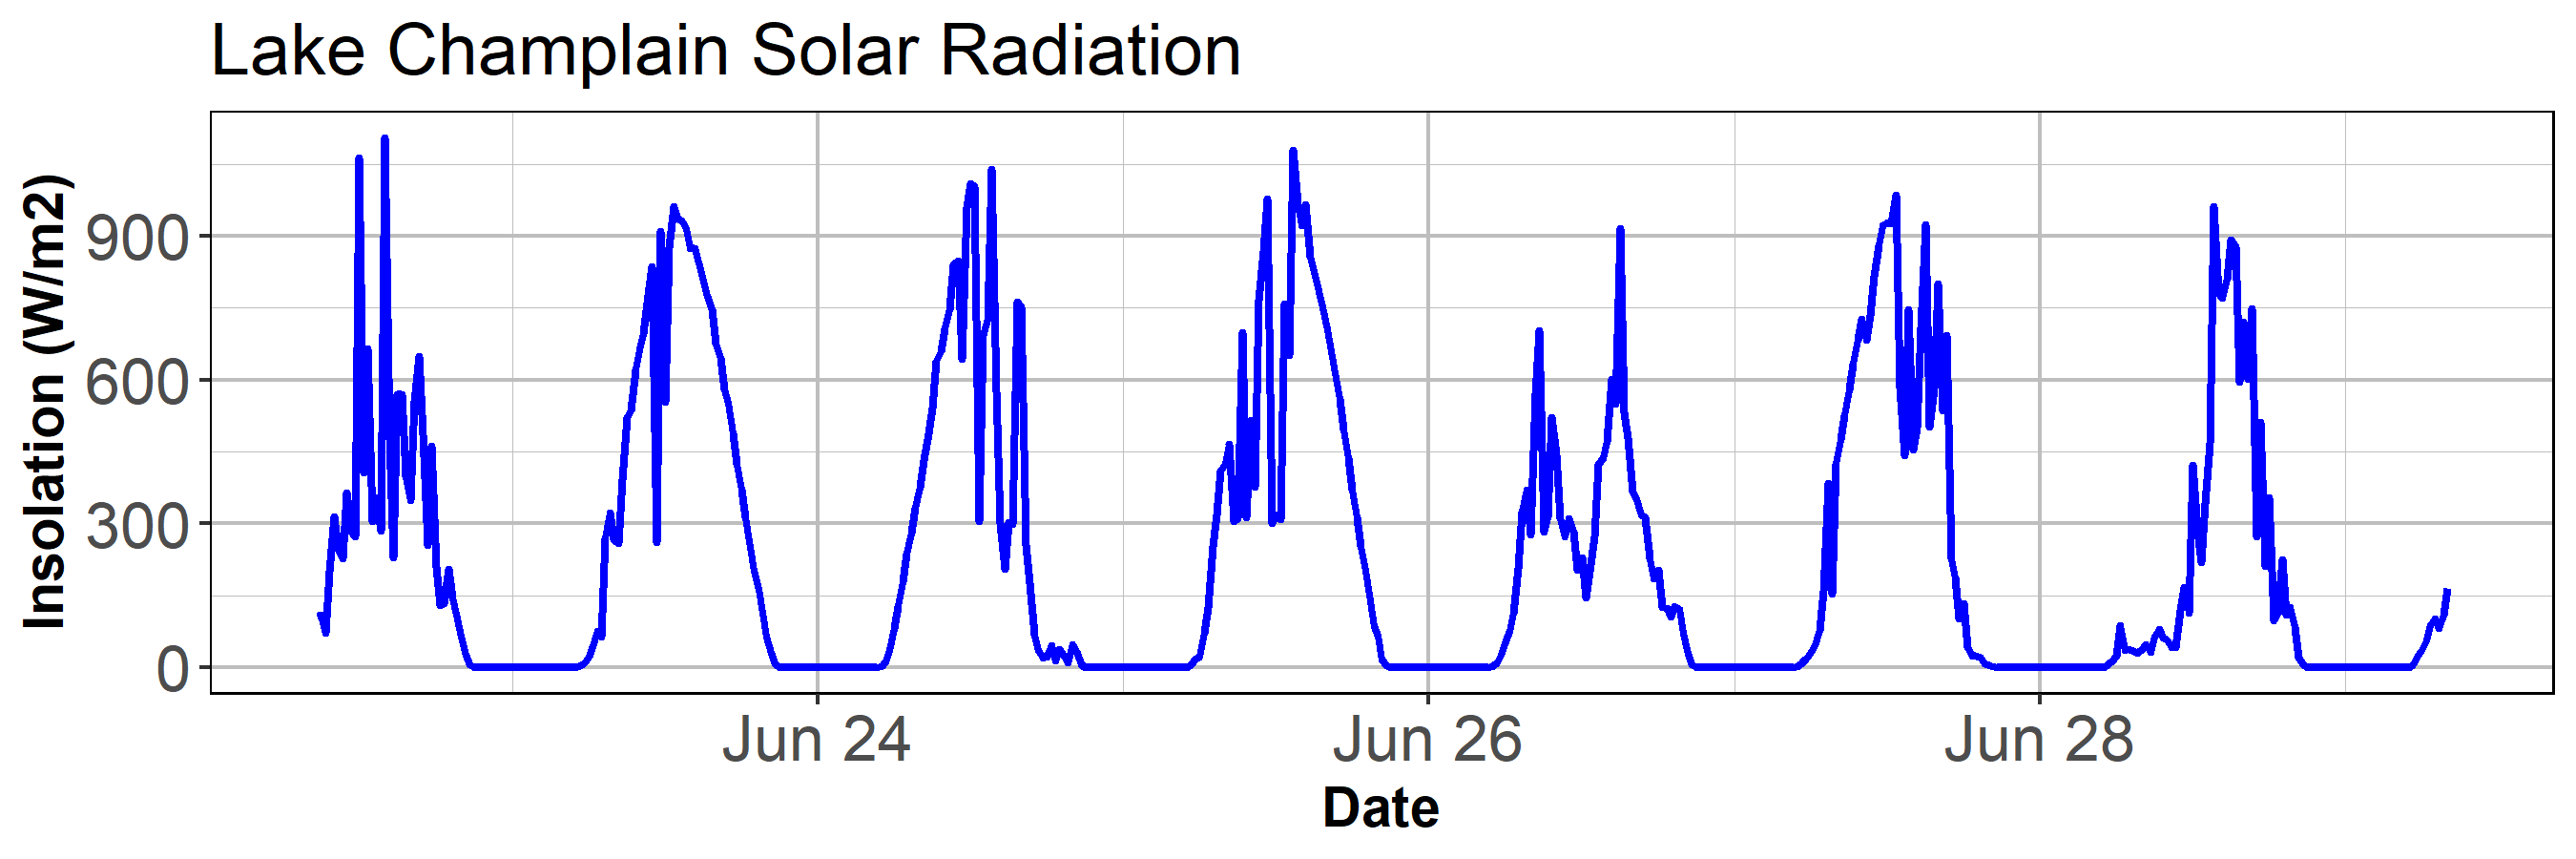 Lake Champlain Solar Radiation
Insolation (W/m2)
900
600
300
0
Jun 24 Jun 26 Jun 28
Date